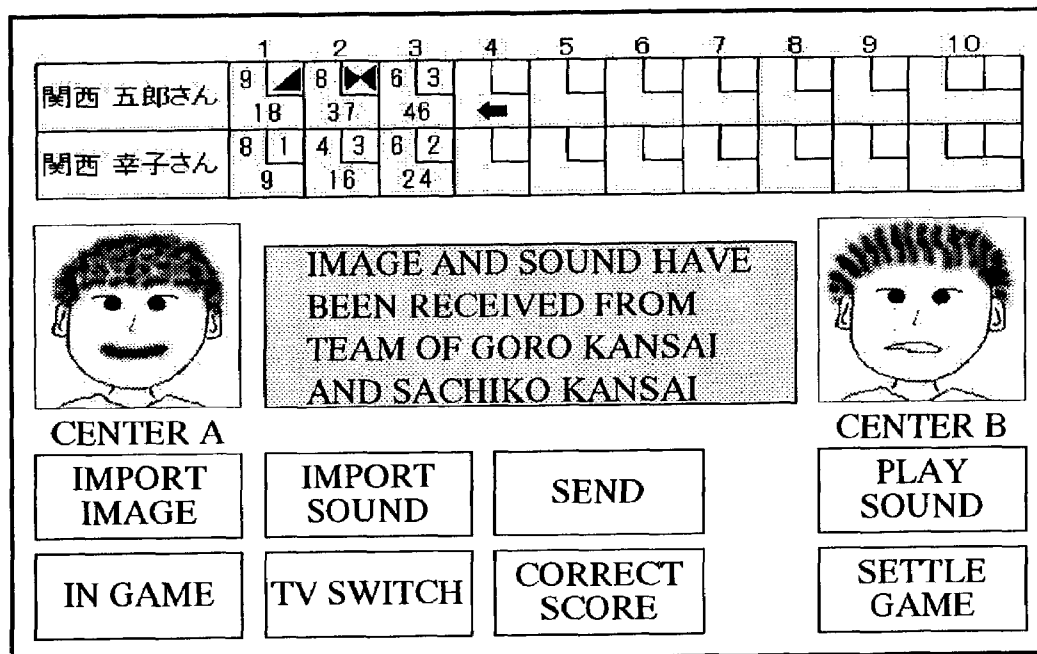 1 2 3 4 5 6 7 8 9 10
関西 五郎さん 9 8 6 3
18 37 46
関西 幸子さん 8 1 4 3 6 2
9 16 24
IMAGE AND SOUND HAVE
BEEN RECEIVED FROM
TEAM OF GORO KANSAI
AND SACHIKO KANSAI
CENTER A
CENTER B
IMPORT
IMAGE
IMPORT
SOUND
SEND
PLAY
SOUND
IN GAME
TV SWITCH
CORRECT
SCORE
SETTLE
GAME